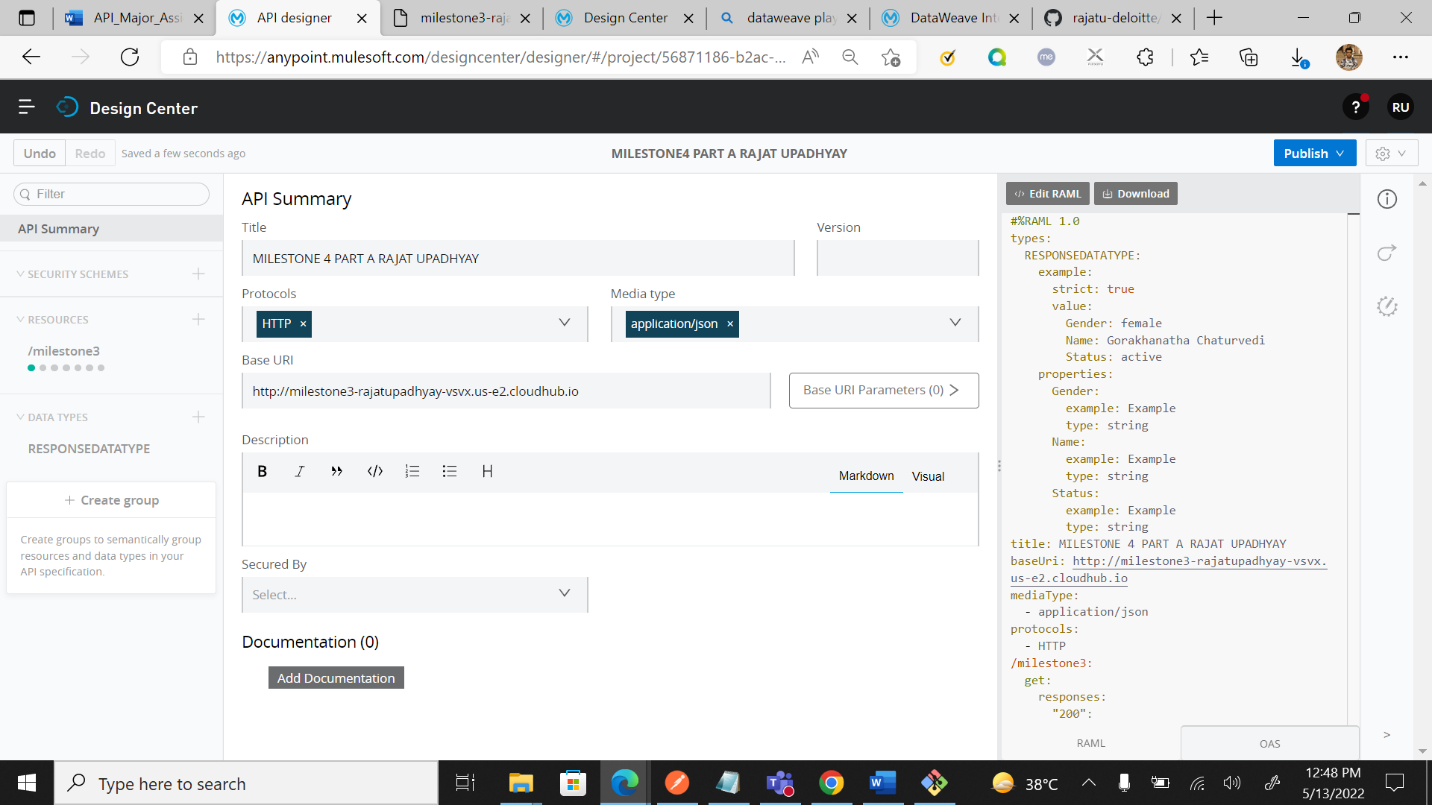 API_Major_Assi
API designer
milestone3-raja
Design Center
dataweave play
DataWeave Inte
rajatu-deloitte/
https://anypoint.mulesoft.com/designcenter/designer/#/project/56871186-b2ac-...
Design Center
?
RU
Undo
Redo
Saved a few seconds ago
MILESTONE4 PART A RAJAT UPADHYAY
Publish
Filter
API Summary
SECURITY SCHEMES
RESOURCES
/milestone3
DATA TYPES
RESPONSEDATATYPE
+ Create group
Create groups to semantically group
resources and data types in your
API specification.
API Summary
Title
Version
MILESTONE 4 PART A RAJAT UPADHYAY
Protocols
Media type
HTTP ×
application/json ×
Base URI
http://milestone3-rajatupadhyay-vsvx.us-e2.cloudhub.io
Base URI Parameters (0) >
Description
B I ” </> H
Markdown
Visual
Secured By
Select...
Documentation (0)
Add Documentation
</> Edit RAML
Download
#%RAML 1.0
types:
RESPONSEDATATYPE:
example:
strict: true
value:
Gender: female
Name: Gorakhanatha Chaturvedi
Status: active
properties:
Gender:
example: Example
type: string
Name:
example: Example
type: string
Status:
example: Example
type: string
title: MILESTONE 4 PART A RAJAT UPADHYAY
baseUri: http://milestone3-rajatupadhyay-vsvx.
us-e2.cloudhub.io
mediaType:
- application/json
protocols:
- HTTP
/milestone3:
get:
responses:
"200":
RAML
OAS
Type here to search
38°C
12:48 PM
5/13/2022